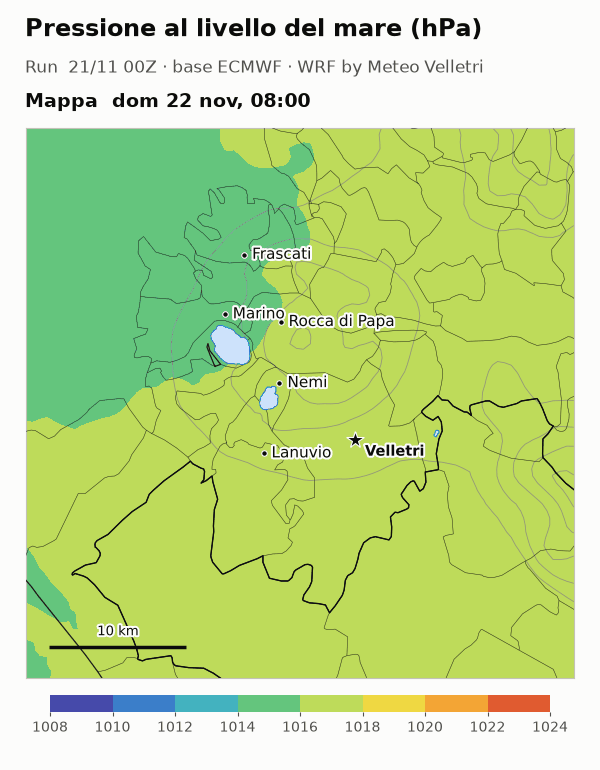 Pressione al livello del mare (hPa)
Run  21/11 00Z · base ECMWF · WRF by Meteo Velletri
Mappa  dom 22 nov, 08:00
Frascati
Marino
Rocca di Papa
Nemi
Velletri
Lanuvio
10 km
1008 1010 1012 1014 1016 1018 1020 1022 1024